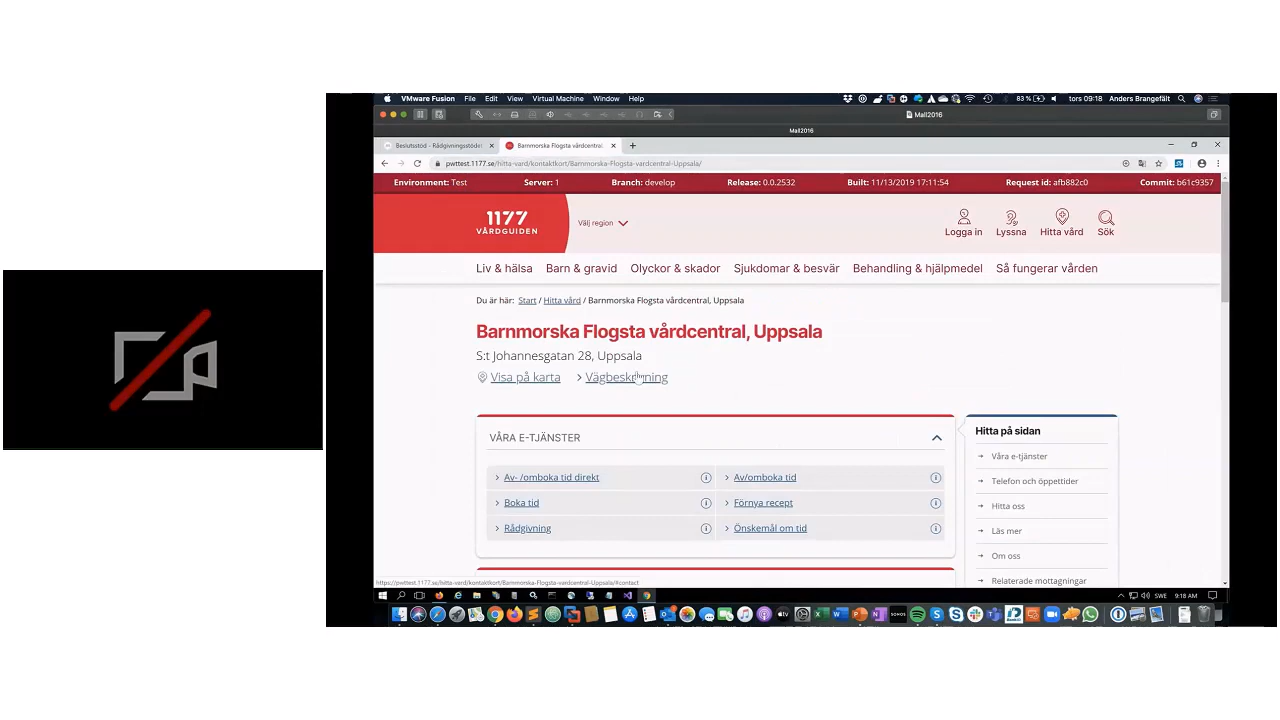 VMware Fusion File Edit View Virtual Machine Window Help 83 % tors 09:18 Anders Brangefält
Mall2016
Mall2016
Beslutsstöd - Rådgivningsstödet Barnmorska Flogsta vårdcentral,
pwttest.1177.se/hitta-vard/kontaktkort/Barnmorska-Flogsta-vardcentral-Uppsala/
Environment: Test Server: 1 Branch: develop Release: 0.0.2532 Built: 11/13/2019 17:11:54 Request id: afb882c0 Commit: b61c9357
1177
VÅRDGUIDEN
Välj region
Logga in Lyssna Hitta vård Sök
Liv & hälsa Barn & gravid Olyckor & skador Sjukdomar & besvär Behandling & hjälpmedel Så fungerar vården
Du är här: Start / Hitta vård / Barnmorska Flogsta vårdcentral, Uppsala
Barnmorska Flogsta vårdcentral, Uppsala
S:t Johannesgatan 28, Uppsala
Visa på karta Vägbeskrivning
VÅRA E-TJÄNSTER
Av- /omboka tid direkt Av/omboka tid
Boka tid Förnya recept
Rådgivning Önskemål om tid
Hitta på sidan
Våra e-tjänster
Telefon och öppettider
Hitta oss
Läs mer
Om oss
Relaterade mottagningar
https://pwttest.1177.se/hitta-vard/kontaktkort/Barnmorska-Flogsta-vardcentral-Uppsala/#contact
SWE 9:18 AM